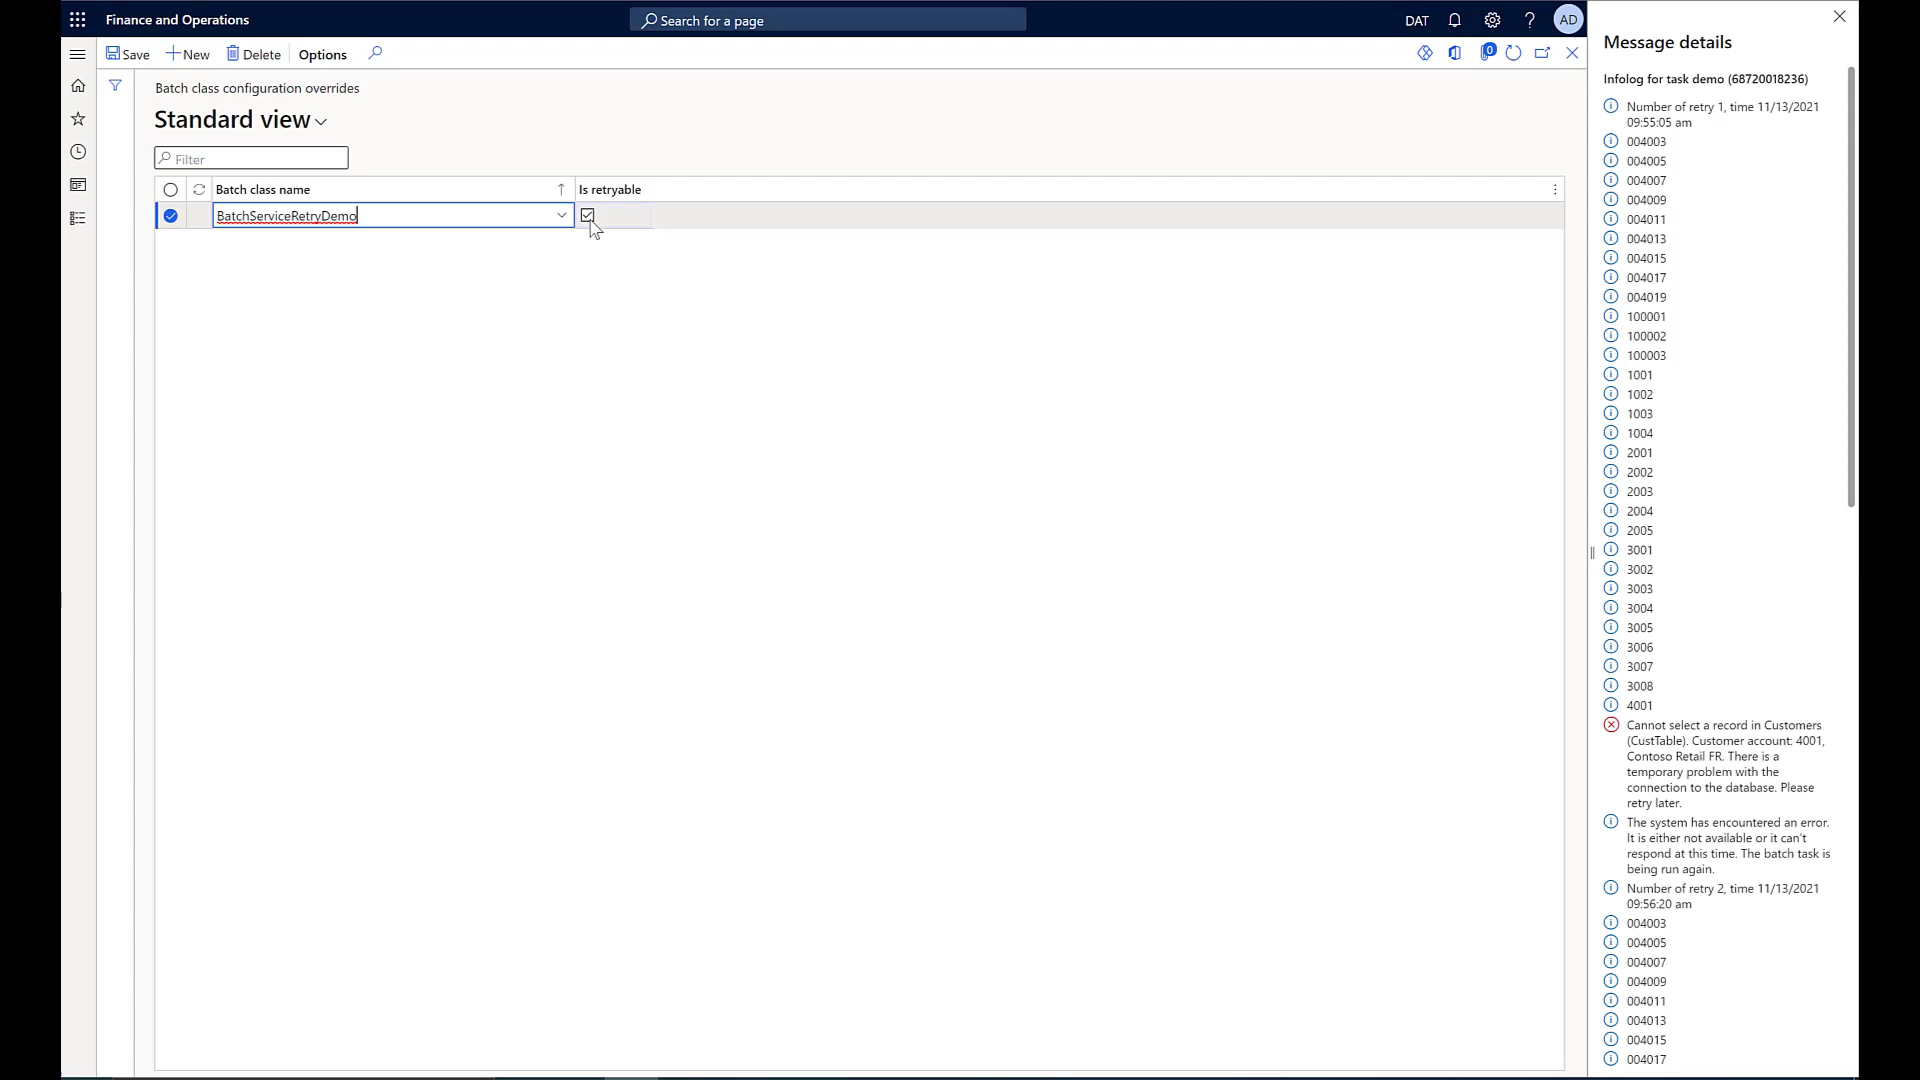 Finance and Operations
Search for a page
DAT
AD
Save
New
Delete
Options
0
Batch class configuration overrides
Standard view
Filter
Batch class name
Is retryable
BatchServiceRetryDemo
Message details
Infolog for task demo (68720018236)
Number of retry 1, time 11/13/2021
09:55:05 am
004003
004005
004007
004009
004011
004013
004015
004017
004019
100001
100002
100003
1001
1002
1003
1004
2001
2002
2003
2004
2005
3001
3002
3003
3004
3005
3006
3007
3008
4001
Cannot select a record in Customers
(CustTable). Customer account: 4001,
Contoso Retail FR. There is a
temporary problem with the
connection to the database. Please
retry later.
The system has encountered an error.
It is either not available or it can't
respond at this time. The batch task is
being run again.
Number of retry 2, time 11/13/2021
09:56:20 am
004003
004005
004007
004009
004011
004013
004015
004017